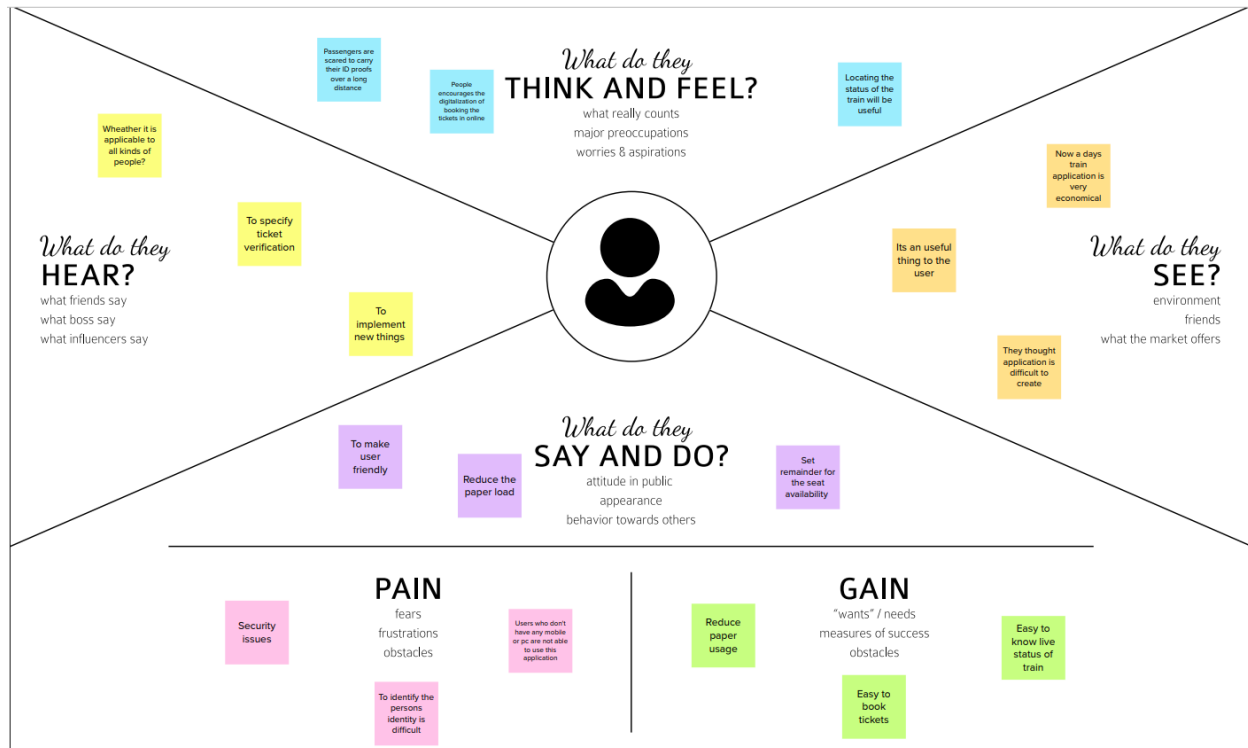 Passengers are
scared to carry
their ID proofs
over a long
distance
People
encourages the
digitalization of
booking the
tickets in online
What do they
THINK AND FEEL?
what really counts
major preoccupations
worries & aspirations
Locating the
status of the
train will be
useful
Wheather it is
applicable to
all kinds of
people?
To specify
ticket
verification
To
implement
new things
What do they
HEAR?
what friends say
what boss say
what influencers say
Now a days
train
application is
very
economical
Its an useful
thing to the
user
They thought
application is
difficult to
create
What do they
SEE?
environment
friends
what the market offers
To make
user
friendly
Reduce the
paper load
What do they
SAY AND DO?
attitude in public
appearance
behavior towards others
Set
remainder for
the seat
availability
PAIN
fears
frustrations
obstacles
Security
issues
To identify the
persons
identity is
difficult
Users who don't
have any mobile
or pc are not able
to use this
application
GAIN
"wants" / needs
measures of success
obstacles
Reduce
paper
usage
Easy to
book
tickets
Easy to
know live
status of
train